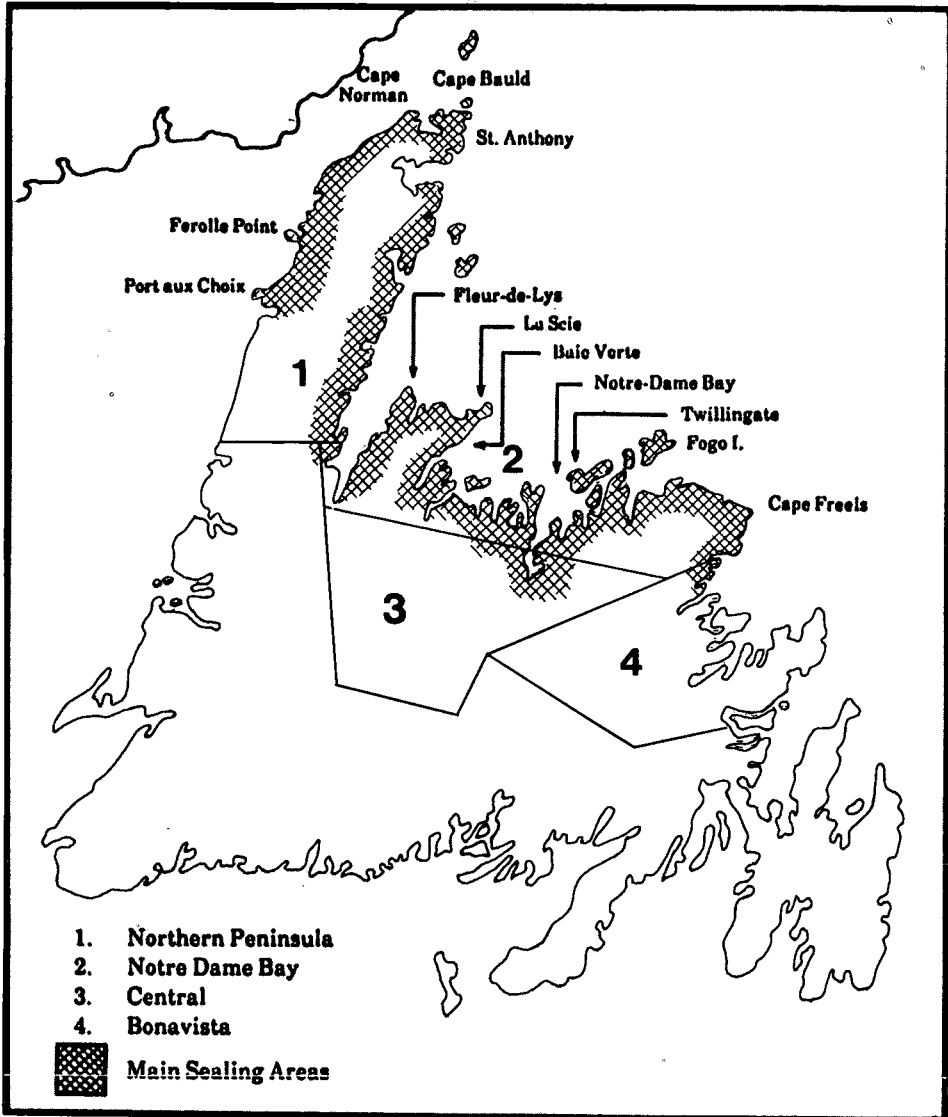 Cape
Norman
Cape Bauld
St. Anthony
Ferolle Point
Port aux Choix
Fleur-de-Lys
La Scie
Baie Verte
Notre-Dame Bay
Twillingate
Fogo I.
Cape Freels
1
2
3
4
1. Northern Peninsula
2. Notre Dame Bay
3. Central
4. Bonavista
Main Sealing Areas